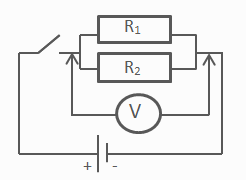 R₁
R₂
V
+ -